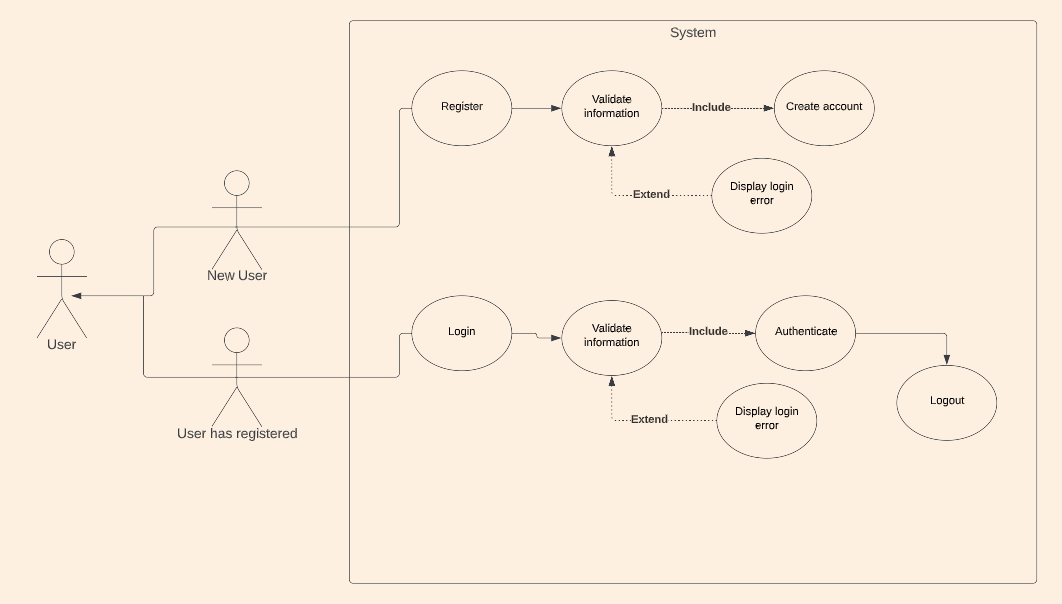 System
Register
Validate
information
Include
Create account
Extend
Display login
error
New User
User
Login
Validate
information
Include
Authenticate
Extend
Display login
error
Logout
User has registered